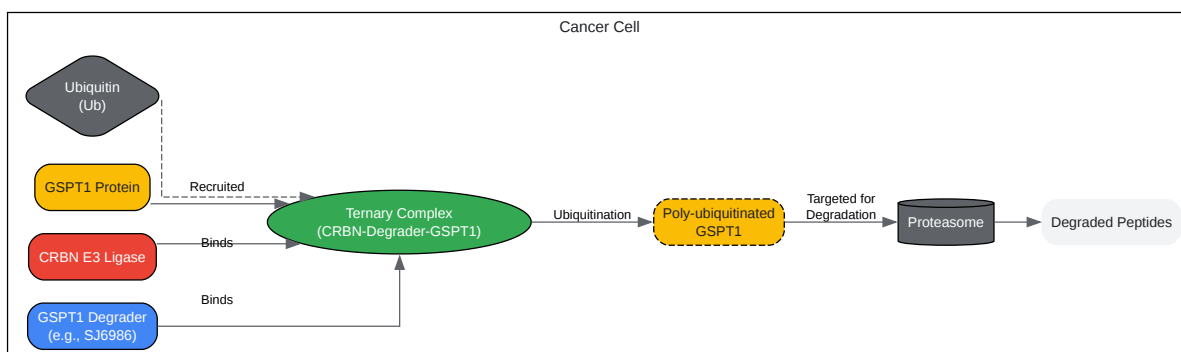 Cancer Cell
Ubiquitin
(Ub)
GSPT1 Protein
Recruited
CRBN E3 Ligase
Binds
GSPT1 Degrader
(e.g., SJ6986)
Binds
Ternary Complex
(CRBN-Degrader-GSPT1)
Ubiquitination
Poly-ubiquitinated
GSPT1
Targeted for
Degradation
Proteasome
Degraded Peptides